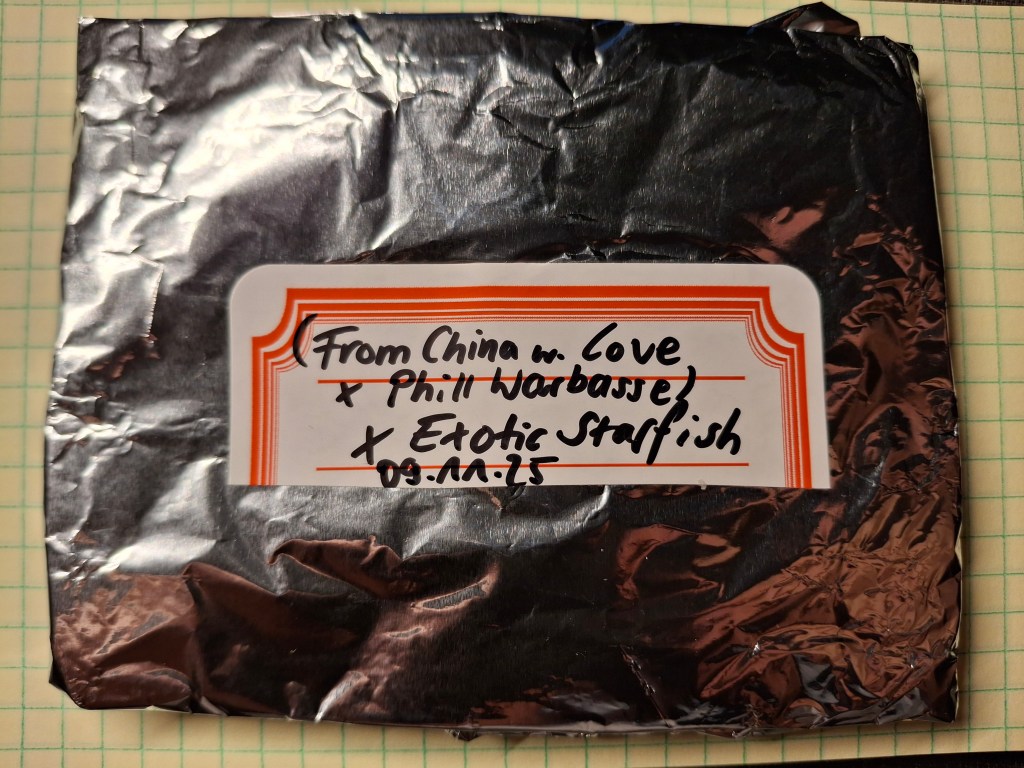 (From China w. Love
x Phill Warbasse)
x Exotic Starfish
09.11.25